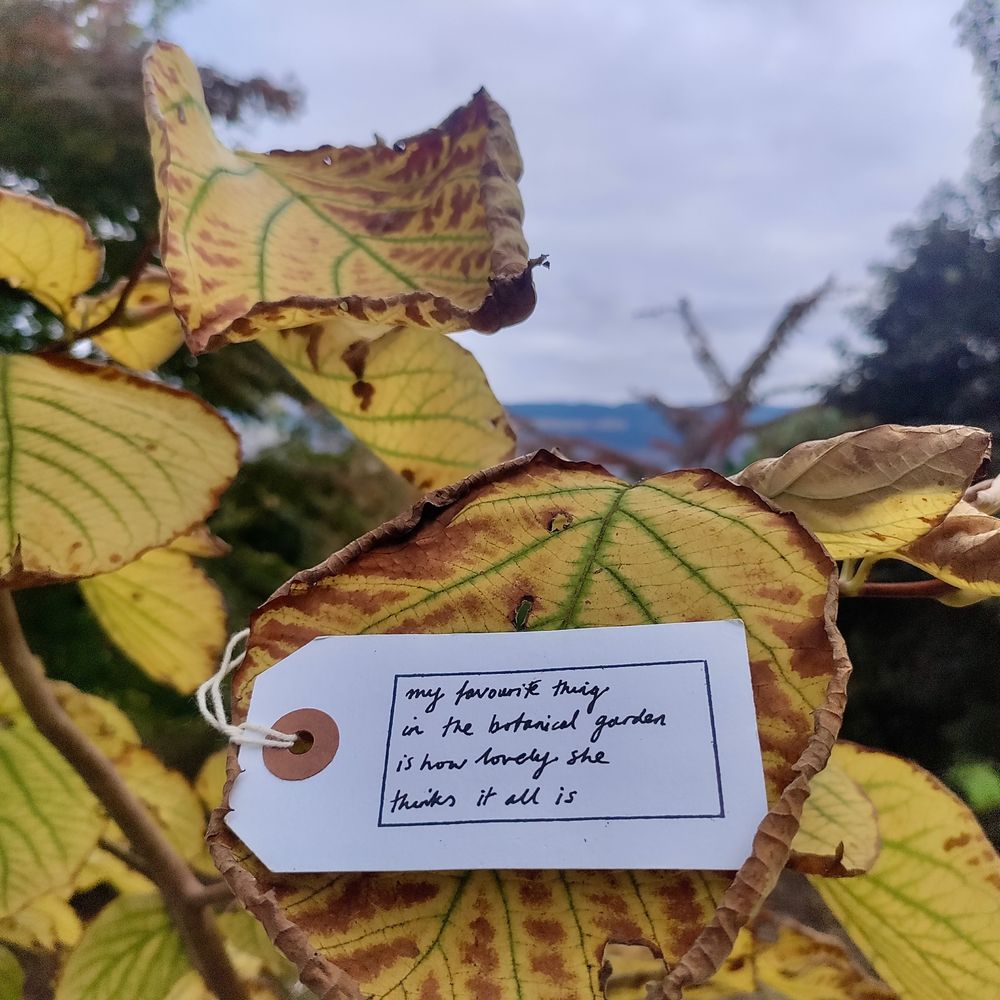 my favourite thing
in the botanical garden
is how lovely she
thinks it all is